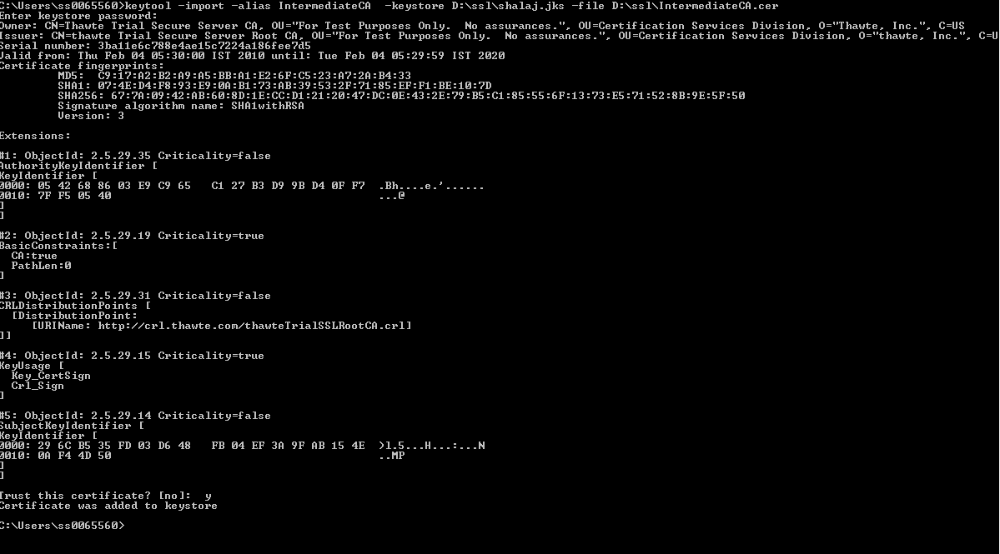 C:\Users\ss0065560>keytool -import -alias IntermediateCA  -keystore D:\ssl\shalaj.jks -file D:\ssl\IntermediateCA.cer
Enter keystore password:
Owner: CN=Thawte Trial Secure Server CA, OU="For Test Purposes Only.  No assurances.", OU=Certification Services Division, O="Thawte, Inc.", C=US
Issuer: CN=thawte Trial Secure Server Root CA, OU="For Test Purposes Only.  No assurances.", OU=Certification Services Division, O="thawte, Inc.", C=U
Serial number: 3ba11e6c788e4ae15c7224a186fee7d5
Valid from: Thu Feb 04 05:30:00 IST 2010 until: Tue Feb 04 05:29:59 IST 2020
Certificate fingerprints:
         MD5:  C9:17:A2:B2:A9:A5:BB:A1:E2:6F:C5:23:A7:2A:B4:33
         SHA1: 07:4E:D4:F8:93:E9:0A:B1:73:AB:39:53:2F:71:85:EF:F1:BE:10:7D
         SHA256: 67:7A:09:42:AB:60:8D:1E:CC:D1:21:20:47:DC:0E:43:2E:79:B5:C1:85:55:6F:13:73:E5:71:52:8B:9E:5F:50
         Signature algorithm name: SHA1withRSA
         Version: 3
Extensions:
#1: ObjectId: 2.5.29.35 Criticality=false
AuthorityKeyIdentifier [
KeyIdentifier [
0000: 05 42 68 86 03 E9 C9 65   C1 27 B3 D9 9B D4 0F F7  .Bh....e.'......
0010: 7F F5 05 40                                        ...@
]
]
#2: ObjectId: 2.5.29.19 Criticality=true
BasicConstraints:[
  CA:true
  PathLen:0
]
#3: ObjectId: 2.5.29.31 Criticality=false
CRLDistributionPoints [
  [DistributionPoint:
     [URIName: http://crl.thawte.com/thawteTrialSSLRootCA.crl]
]]
#4: ObjectId: 2.5.29.15 Criticality=true
KeyUsage [
  Key_CertSign
  Crl_Sign
]
#5: ObjectId: 2.5.29.14 Criticality=false
SubjectKeyIdentifier [
KeyIdentifier [
0000: 29 6C B5 35 FD 03 D6 48   FB 04 EF 3A 9F AB 15 4E  )l.5...H...:...N
0010: 0A F4 4D 50                                        ..MP
]
]
Trust this certificate? [no]:  y
Certificate was added to keystore
C:\Users\ss0065560>